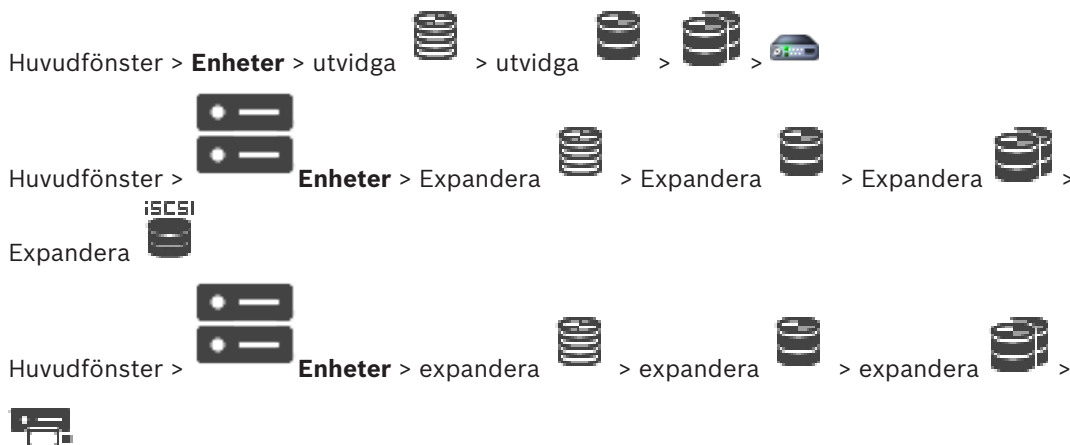 Huvudfönster > Enheter > utvidga > utvidga > >
Huvudfönster > Enheter > Expandera > Expandera > Expandera >
iSCSI
Expandera
Huvudfönster > Enheter > expandera > expandera > expandera >